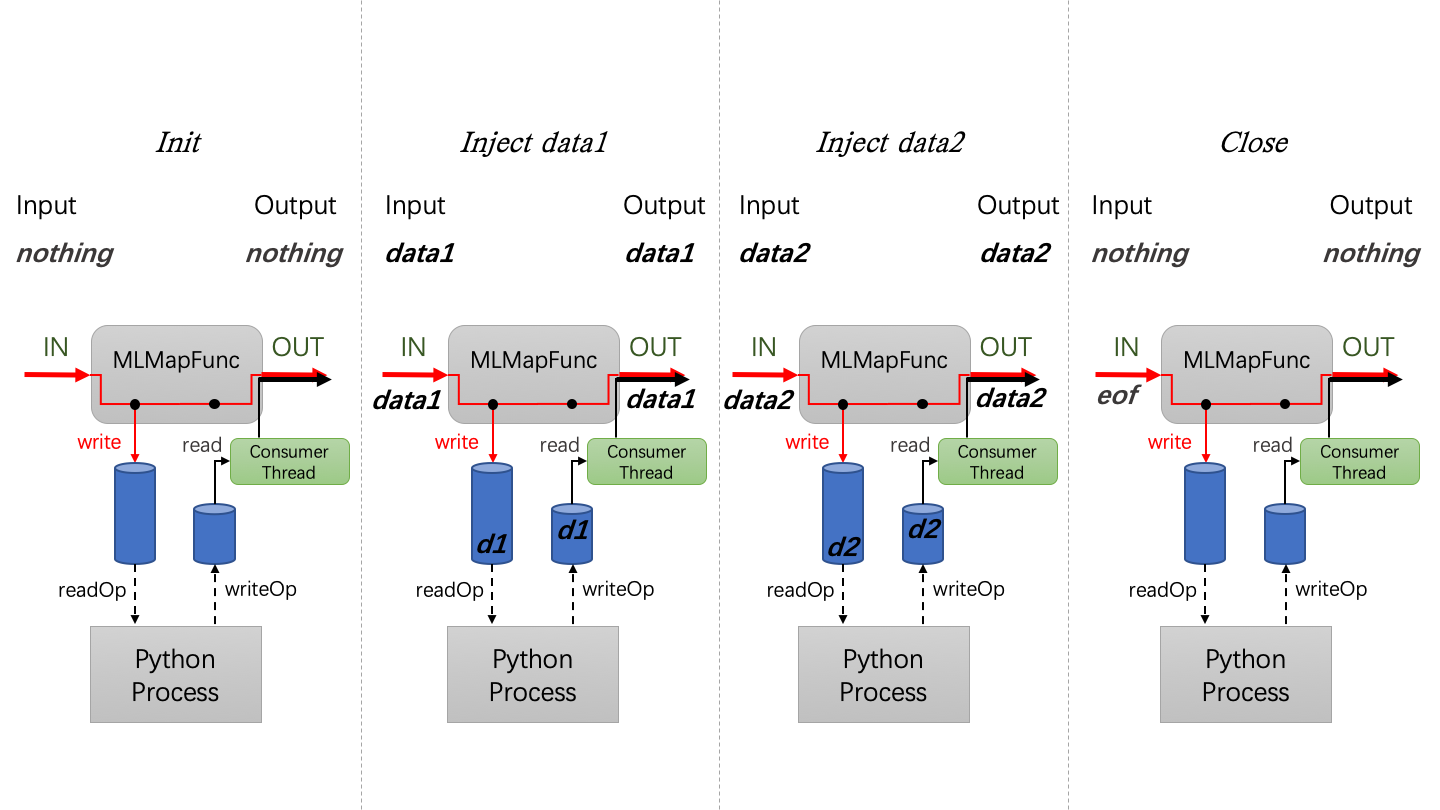 Init
Input
Output
nothing
nothing
IN
MLMapFunc
OUT
write
read
Consumer
Thread
readOp
writeOp
Python
Process
Inject data1
Input
Output
data1
data1
IN
MLMapFunc
OUT
data1
data1
write
read
Consumer
Thread
d1
d1
readOp
writeOp
Python
Process
Inject data2
Input
Output
data2
data2
IN
MLMapFunc
OUT
data2
data2
write
read
Consumer
Thread
d2
d2
readOp
writeOp
Python
Process
Close
Input
Output
nothing
nothing
IN
MLMapFunc
OUT
eof
write
read
Consumer
Thread
readOp
writeOp
Python
Process